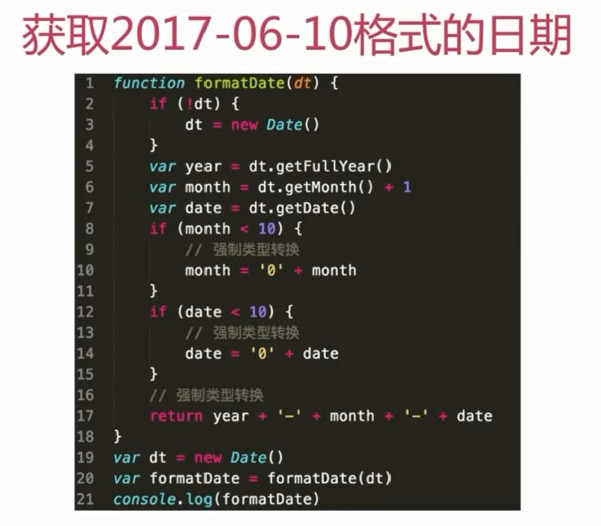 获取2017-06-10格式的日期
1 function formatDate(dt) {
2     if (!dt) {
3         dt = new Date()
4     }
5     var year = dt.getFullYear()
6     var month = dt.getMonth() + 1
7     var date = dt.getDate()
8     if (month < 10) {
9         // 强制类型转换
10         month = '0' + month
11     }
12     if (date < 10) {
13         // 强制类型转换
14         date = '0' + date
15     }
16     // 强制类型转换
17     return year + '-' + month + '-' + date
18 }
19 var dt = new Date()
20 var formatDate = formatDate(dt)
21 console.log(formatDate)